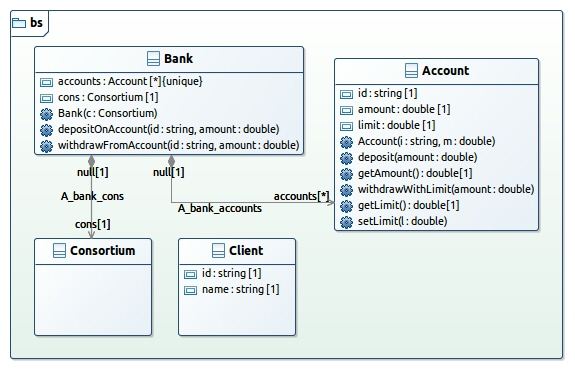 bs
Bank
accounts : Account [*]{unique}
cons : Consortium [1]
Bank(c : Consortium)
depositOnAccount(id : string, amount : double)
withdrawFromAccount(id : string, amount : double)
Account
id : string [1]
amount : double [1]
limit : double [1]
Account(i : string, m : double)
deposit(amount : double)
getAmount() : double[1]
withdrawWithLimit(amount : double)
getLimit() : double[1]
setLimit(l : double)
null[1]
null[1]
A_bank_cons
accounts[*]
A_bank_accounts
cons[1]
Consortium
Client
id : string [1]
name : string [1]